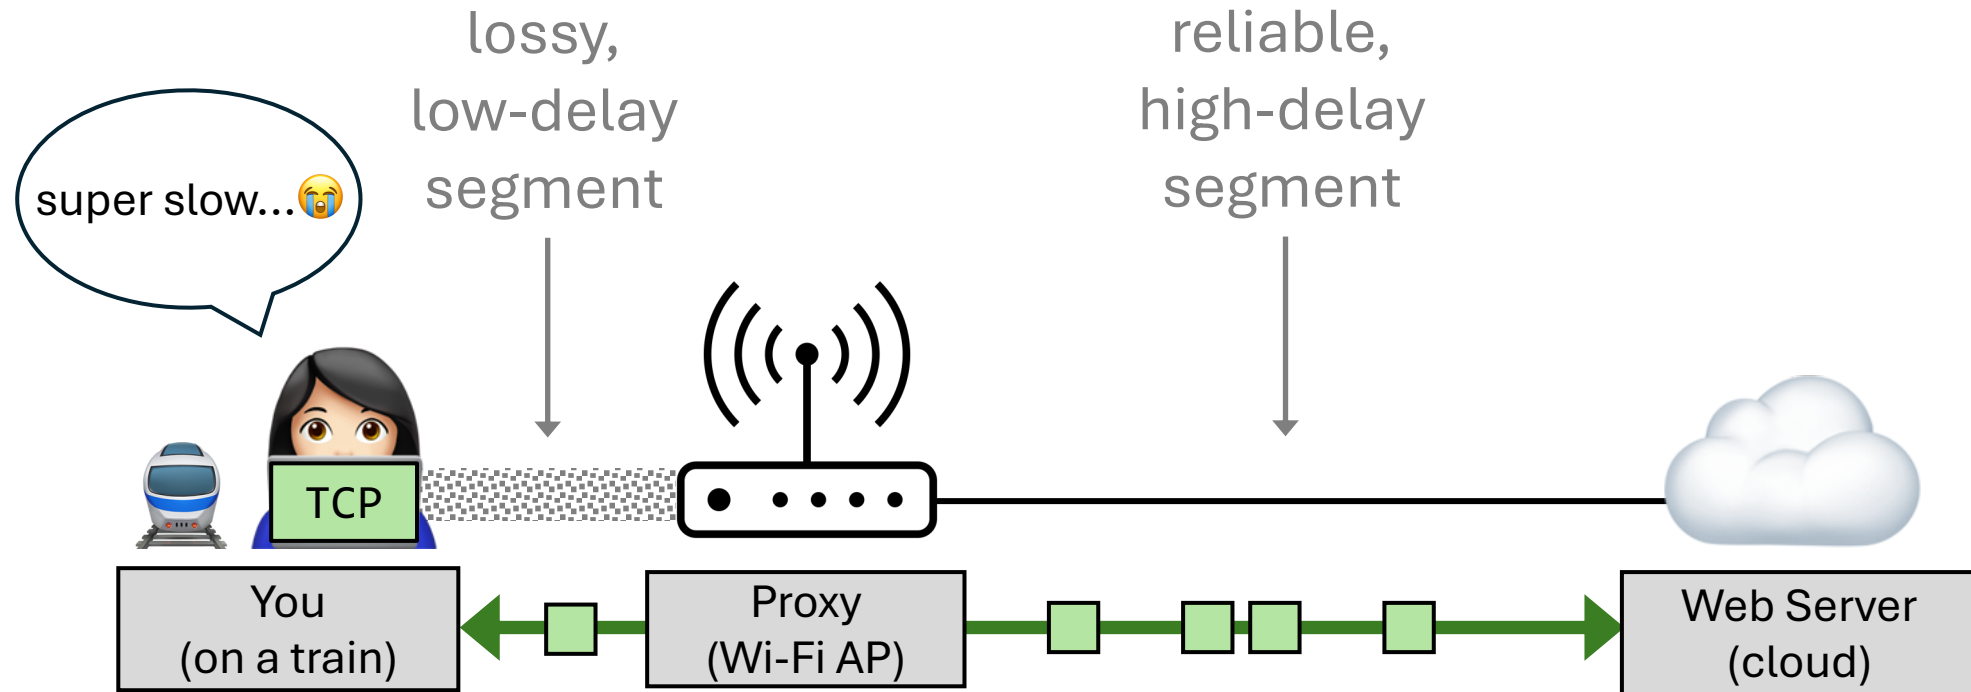 lossy,
low-delay
segment
reliable,
high-delay
segment
super slow...😭
TCP
You
(on a train)
Proxy
(Wi-Fi AP)
Web Server
(cloud)